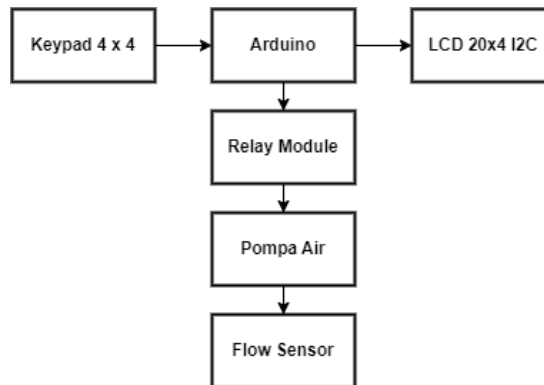 Keypad 4 x 4
Arduino
LCD 20x4 I2C
Relay Module
Pompa Air
Flow Sensor